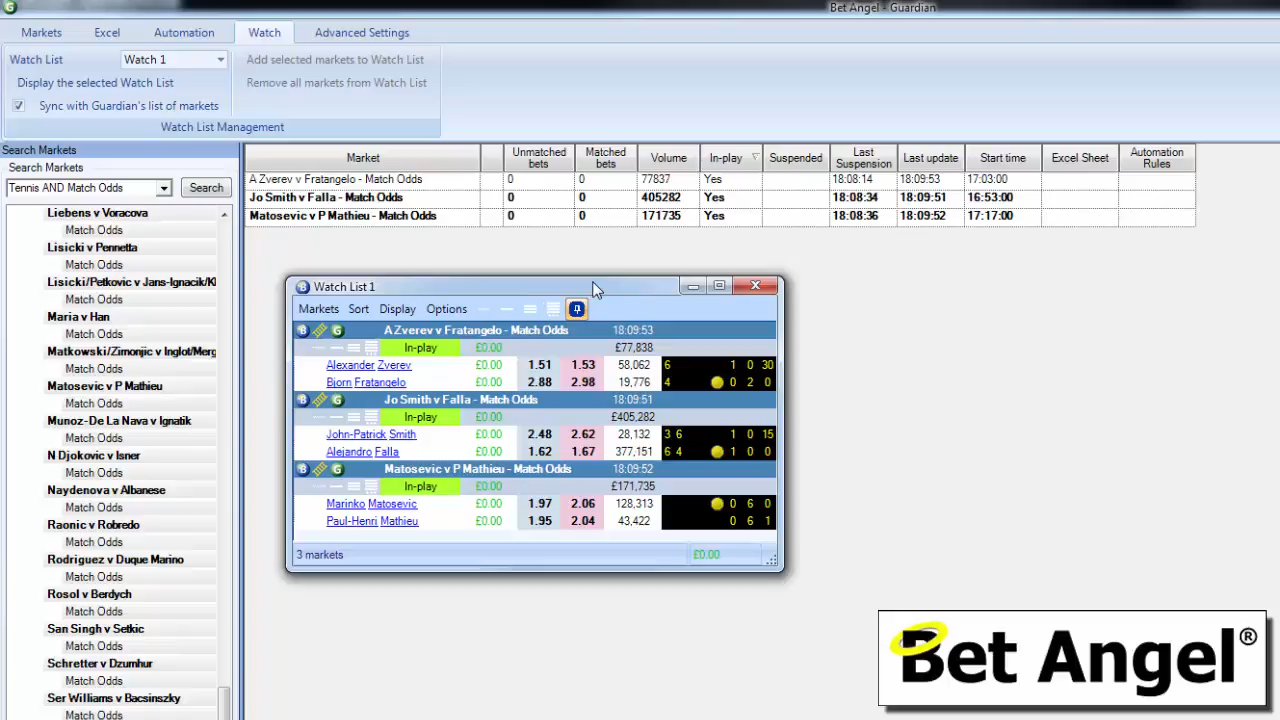 Bet Angel - Guardian
Markets Excel Automation Watch Advanced Settings
Watch List Watch 1 Add selected markets to Watch List
Display the selected Watch List Remove all markets from Watch List
Sync with Guardian's list of markets
Watch List Management
Search Markets
Search Markets
Tennis AND Match Odds Search
Liebens v Voracova
Match Odds
Lisicki v Pennetta
Match Odds
Lisicki/Petkovic v Jans-Ignacik/Kl
Match Odds
Maria v Han
Match Odds
Matkowski/Zimonjic v Inglot/Merg
Match Odds
Matosevic v P Mathieu
Match Odds
Munoz-De La Nava v Ignatik
Match Odds
N Djokovic v Isner
Match Odds
Naydenova v Albanese
Match Odds
Raonic v Robredo
Match Odds
Rodriguez v Duque Marino
Match Odds
Rosol v Berdych
Match Odds
San Singh v Setkic
Match Odds
Schretter v Dzumhur
Match Odds
Ser Williams v Bacsinszky
Match Odds
Market Unmatched bets Matched bets Volume In-play Suspended Last Suspension Last update Start time Excel Sheet Automation Rules
A Zverev v Fratangelo - Match Odds 0 0 77837 Yes 18:08:14 18:09:53 17:03:00
Jo Smith v Falla - Match Odds 0 0 405282 Yes 18:08:34 18:09:51 16:53:00
Matosevic v P Mathieu - Match Odds 0 0 171735 Yes 18:08:36 18:09:52 17:17:00
Watch List 1
Markets Sort Display Options
A Zverev v Fratangelo - Match Odds 18:09:53
In-play £0.00 £77,838
Alexander Zverev £0.00 1.51 1.53 58,062 6 1 0 30
Bjorn Fratangelo £0.00 2.88 2.98 19,776 4 0 2 0
Jo Smith v Falla - Match Odds 18:09:51
In-play £0.00 £405,282
John-Patrick Smith £0.00 2.48 2.62 28,132 3 6 1 0 15
Alejandro Falla £0.00 1.62 1.67 377,151 6 4 1 0 0
Matosevic v P Mathieu - Match Odds 18:09:52
In-play £0.00 £171,735
Marinko Matosevic £0.00 1.97 2.06 128,313 0 6 0
Paul-Henri Mathieu £0.00 1.95 2.04 43,422 0 6 1
3 markets £0.00
Bet Angel®